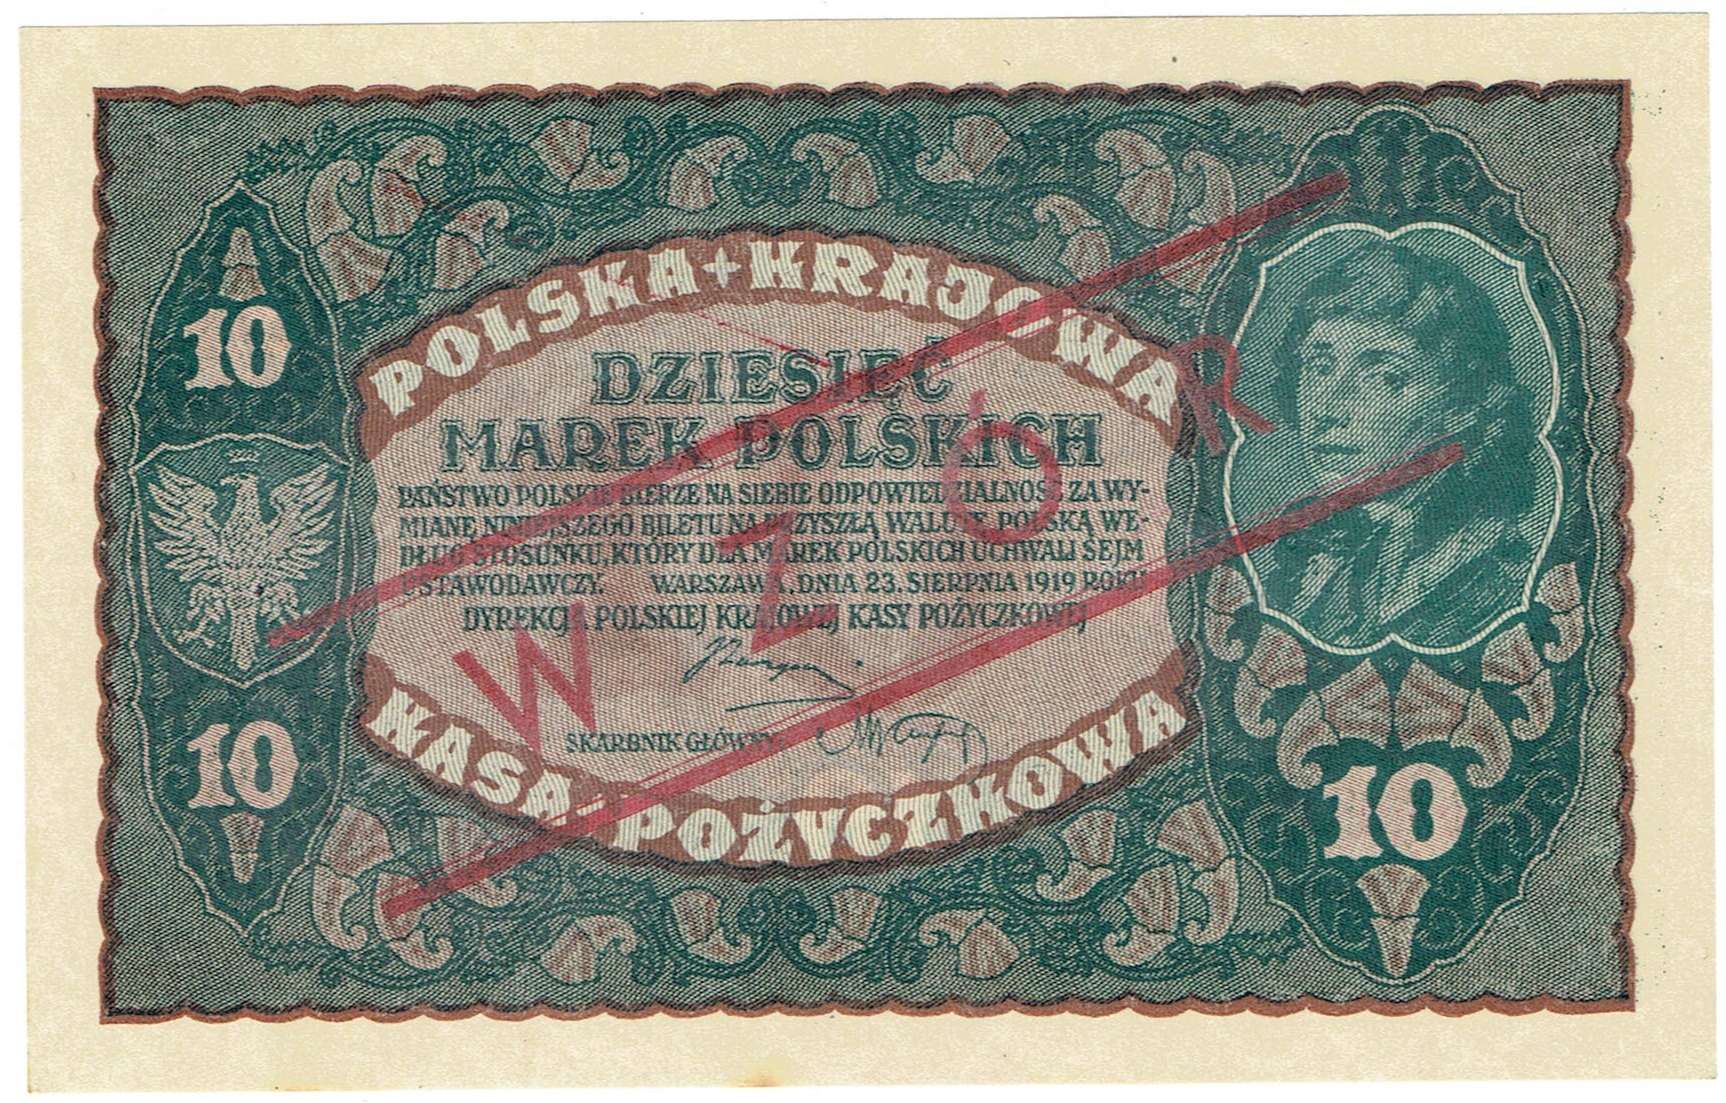 POLSKA + KRAJOWA
10
DZIESIĘĆ
MAREK POLSKICH
PAŃSTWO POLSKIE BIERZE NA SIEBIE ODPOWIEDZIALNOŚĆ ZA WY-
MIANĘ NINIEJSZEGO BILETU NA PRZYSZŁĄ WALUTĘ POLSKĄ WE-
DŁUG STOSUNKU, KTÓRY DLA MAREK POLSKICH UCHWALI SEJM
USTAWODAWCZY. WARSZAWA, DNIA 23. SIERPNIA 1919 ROKU
DYREKCJA POLSKIEJ KRAJOWEJ KASY POŻYCZKOWEJ
WZÓR
SKARBNIK GŁÓWNY:
10
10
KASA POŻYCZKOWA